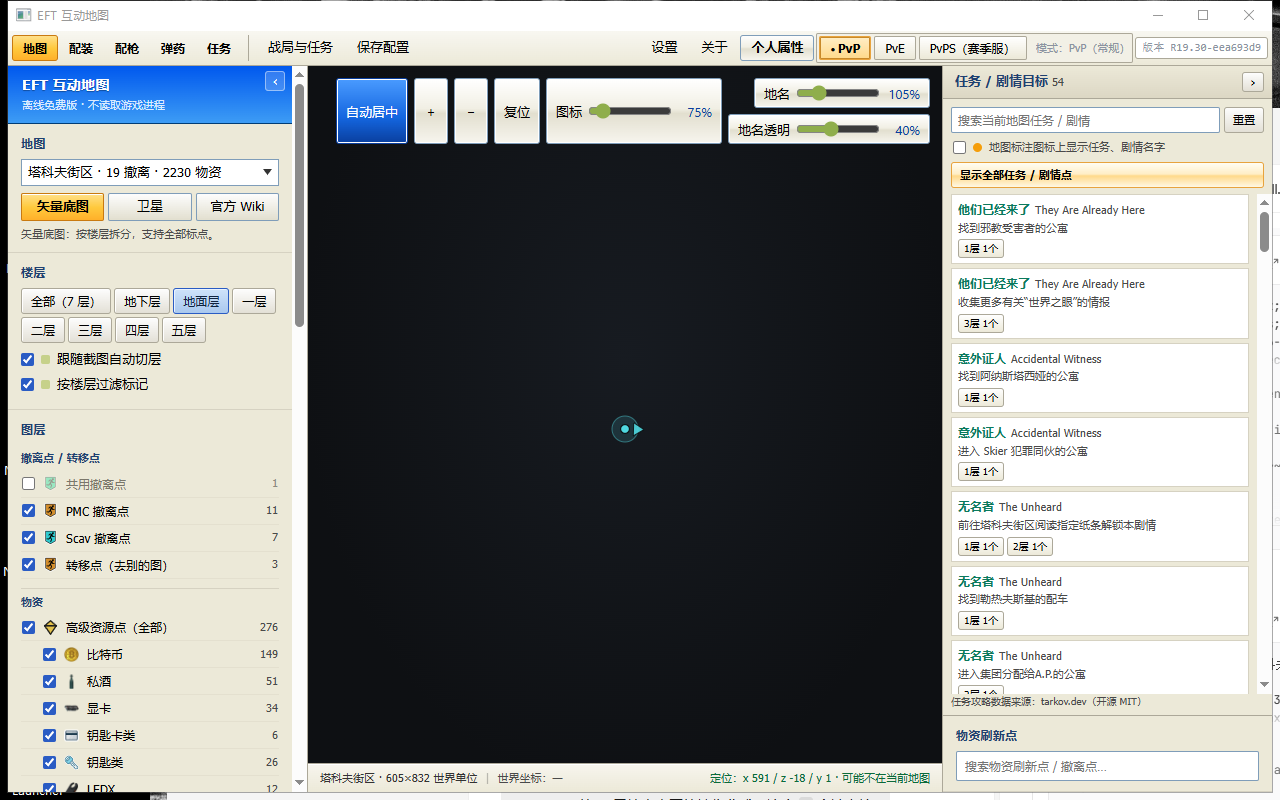 EFT 互动地图
地图 配装 配枪 弹药 任务 战局与任务 保存配置 设置 关于 个人属性 • PvP PvE PvPS（赛季服） 模式：PvP（常规） 版本 R19.30-eea693d9
EFT 互动地图
离线免费版 · 不读取游戏进程
地图
塔科夫街区 · 19 撤离 · 2230 物资
矢量底图 卫星 官方 Wiki
矢量底图：按楼层拆分，支持全部标点。
楼层
全部（7 层） 地下层 地面层 一层
二层 三层 四层 五层
跟随截图自动切层
按楼层过滤标记
图层
撤离点 / 转移点
共用撤离点 1
PMC 撤离点 11
Scav 撤离点 7
转移点（去别的图） 3
物资
高级资源点（全部） 276
比特币 149
私酒 51
显卡 34
钥匙卡类 6
钥匙类 26
LEDX 12
自动居中 + − 复位 图标 75%
地名 105%
地名透明 40%
塔科夫街区 · 605×832 世界单位 世界坐标：—
定位：x 591 / z -18 / y 1 · 可能不在当前地图
任务 / 剧情目标 54
搜索当前地图任务 / 剧情 重置
地图标注图标上显示任务、剧情名字
显示全部任务 / 剧情点
他们已经来了 They Are Already Here
找到邪教受害者的公寓
1层 1个
他们已经来了 They Are Already Here
收集更多有关“世界之眼”的情报
3层 1个
意外证人 Accidental Witness
找到阿纳斯塔西娅的公寓
1层 1个
意外证人 Accidental Witness
进入 Skier 犯罪同伙的公寓
1层 1个
无名者 The Unheard
前往塔科夫街区阅读指定纸条解锁本剧情
1层 1个 2层 1个
无名者 The Unheard
找到勒热夫斯基的配车
1层 1个
无名者 The Unheard
进入集团分配给A.P.的公寓
任务攻略数据来源：tarkov.dev（开源 MIT）
物资刷新点
搜索物资刷新点 / 撤离点...